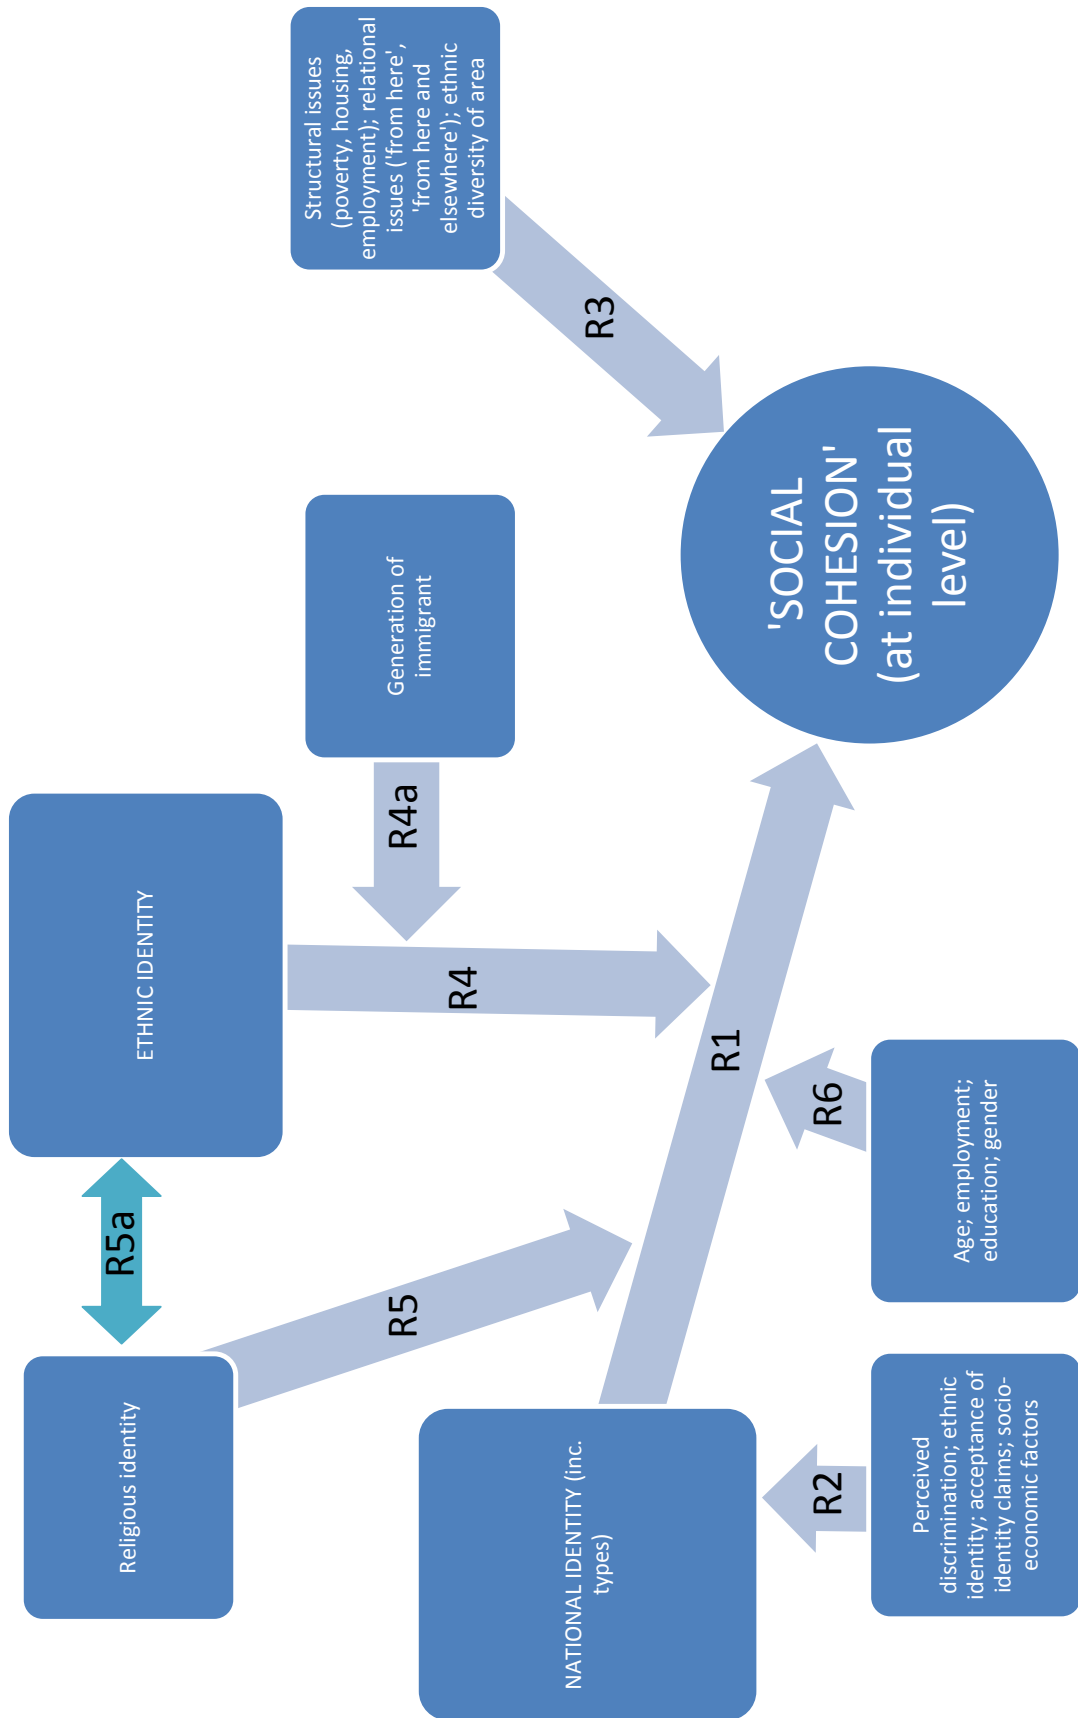 Religious identity
R5a
ETHNIC IDENTITY
Structural issues
(poverty, housing,
employment); relational
issues ('from here',
'from here and
elsewhere'); ethnic
diversity of area
Generation of
immigrant
R4a
R3
R5
R4
NATIONAL IDENTITY (inc.
types)
R1
'SOCIAL
COHESION'
(at individual
level)
R2
R6
Perceived
discrimination; ethnic
identity; acceptance of
identity claims; socio-
economic factors
Age; employment;
education; gender